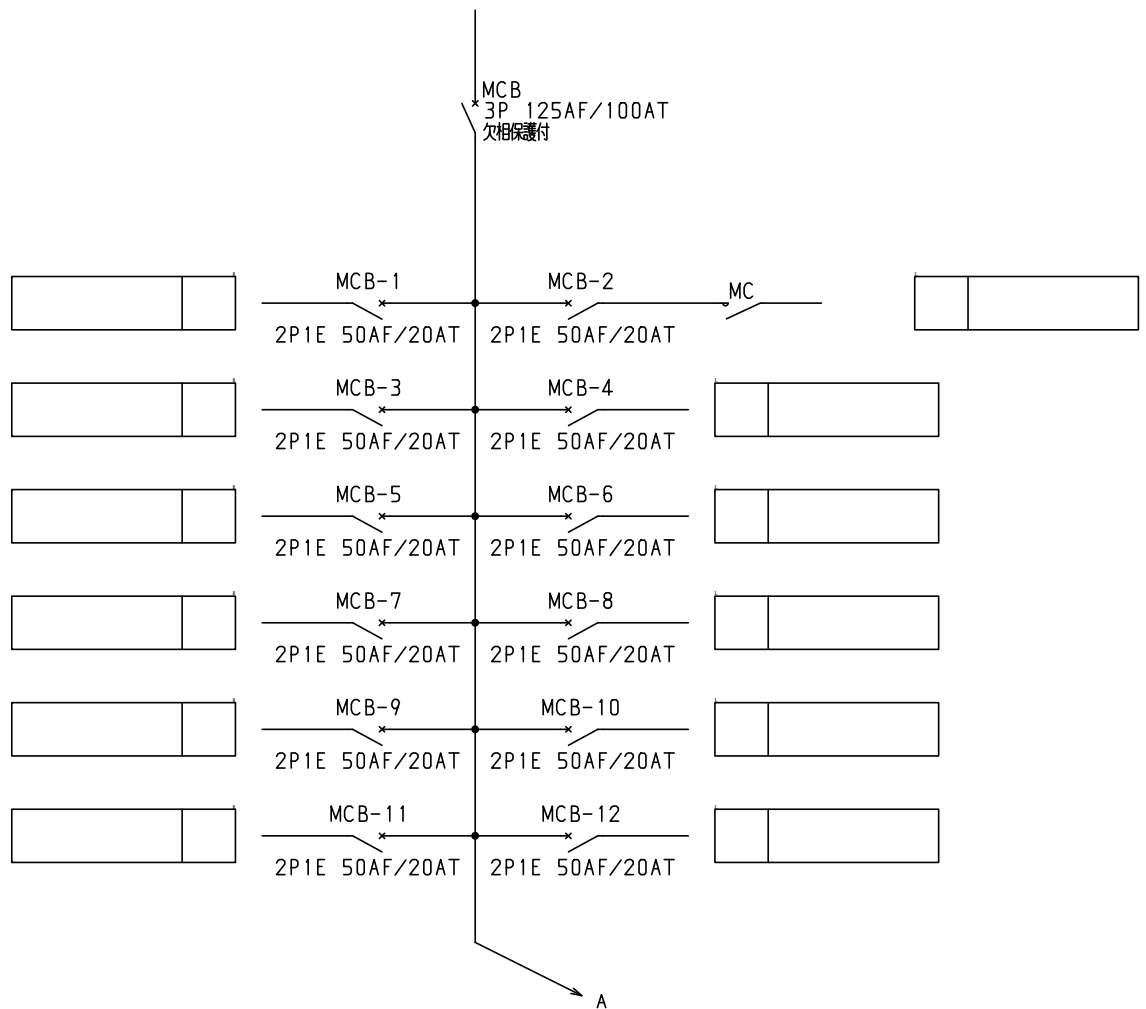 MCB
3P 125AF/100AT
欠相保護付
MCB-1 MCB-2 MC
2P1E 50AF/20AT 2P1E 50AF/20AT
MCB-3 MCB-4
2P1E 50AF/20AT 2P1E 50AF/20AT
MCB-5 MCB-6
2P1E 50AF/20AT 2P1E 50AF/20AT
MCB-7 MCB-8
2P1E 50AF/20AT 2P1E 50AF/20AT
MCB-9 MCB-10
2P1E 50AF/20AT 2P1E 50AF/20AT
MCB-11 MCB-12
2P1E 50AF/20AT 2P1E 50AF/20AT
A